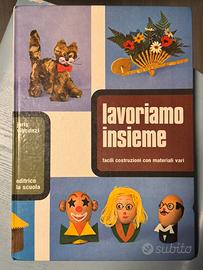 lavoriamo
insieme
facili costruzioni con materiali vari
editrice
la scuola
subito